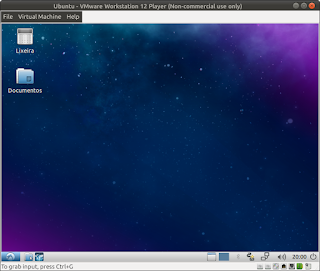 Ubuntu - VMware Workstation 12 Player (Non-commercial use only)
File Virtual Machine Help
Lixeira
Documentos
20:00
To grab input, press Ctrl+G